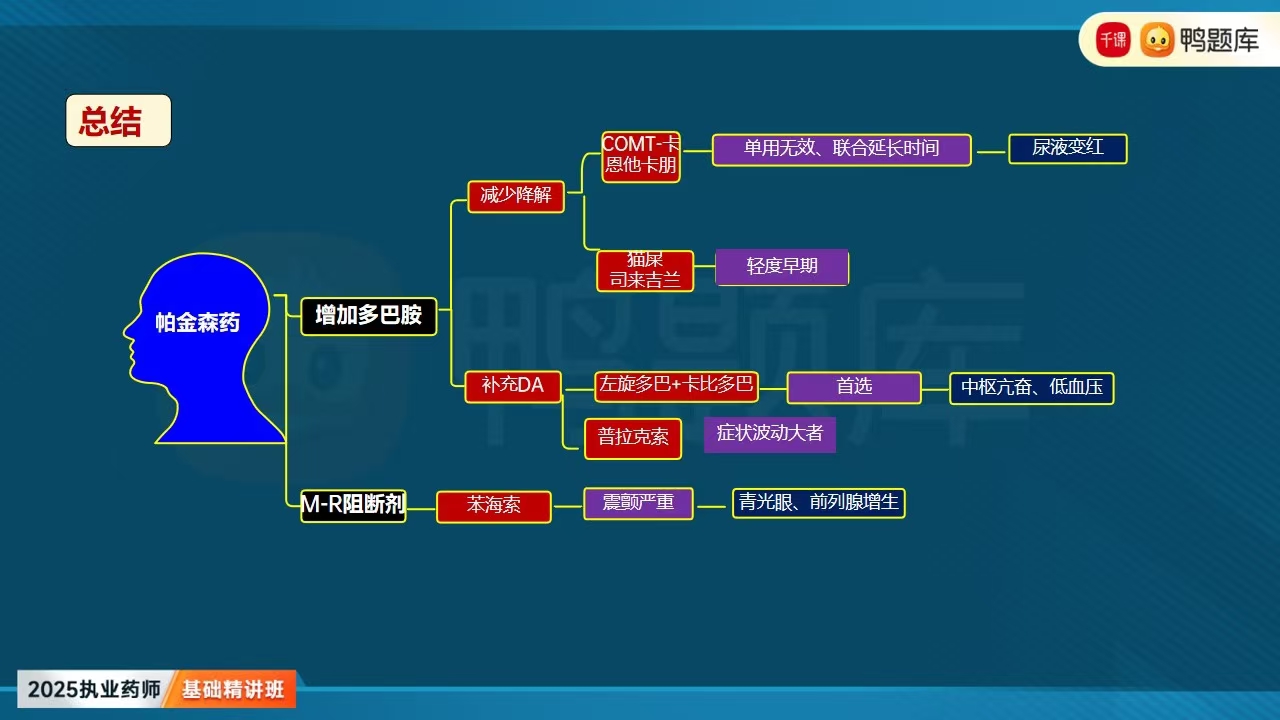 千课 鸭题库
总结
COMT-卡
恩他卡朋
单用无效、联合延长时间
尿液变红
减少降解
猫屎
司来吉兰
轻度早期
帕金森药
增加多巴胺
补充DA
左旋多巴+卡比多巴
首选
中枢亢奋、低血压
普拉克索
症状波动大者
M-R阻断剂
苯海索
震颤严重
青光眼、前列腺增生
鸭题库
2025执业药师 基础精讲班